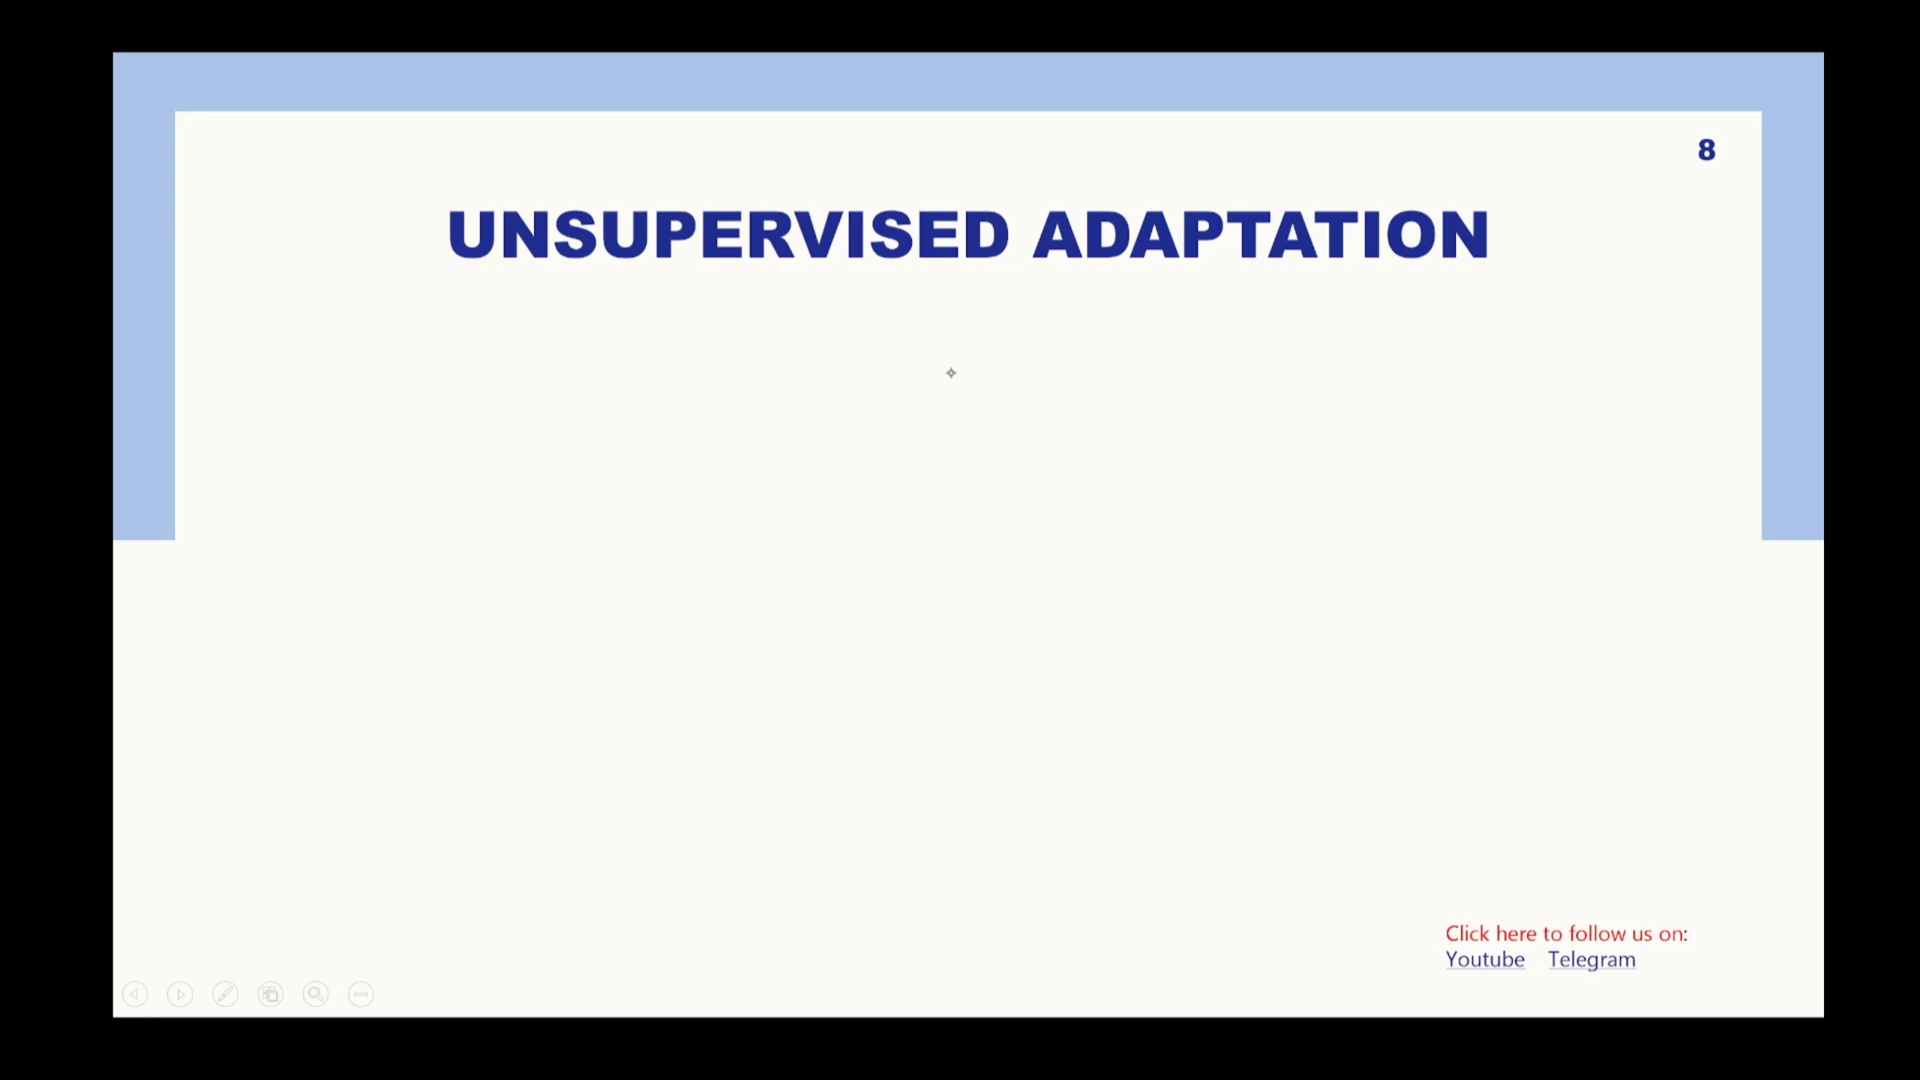 8
UNSUPERVISED ADAPTATION
Click here to follow us on:
Youtube Telegram